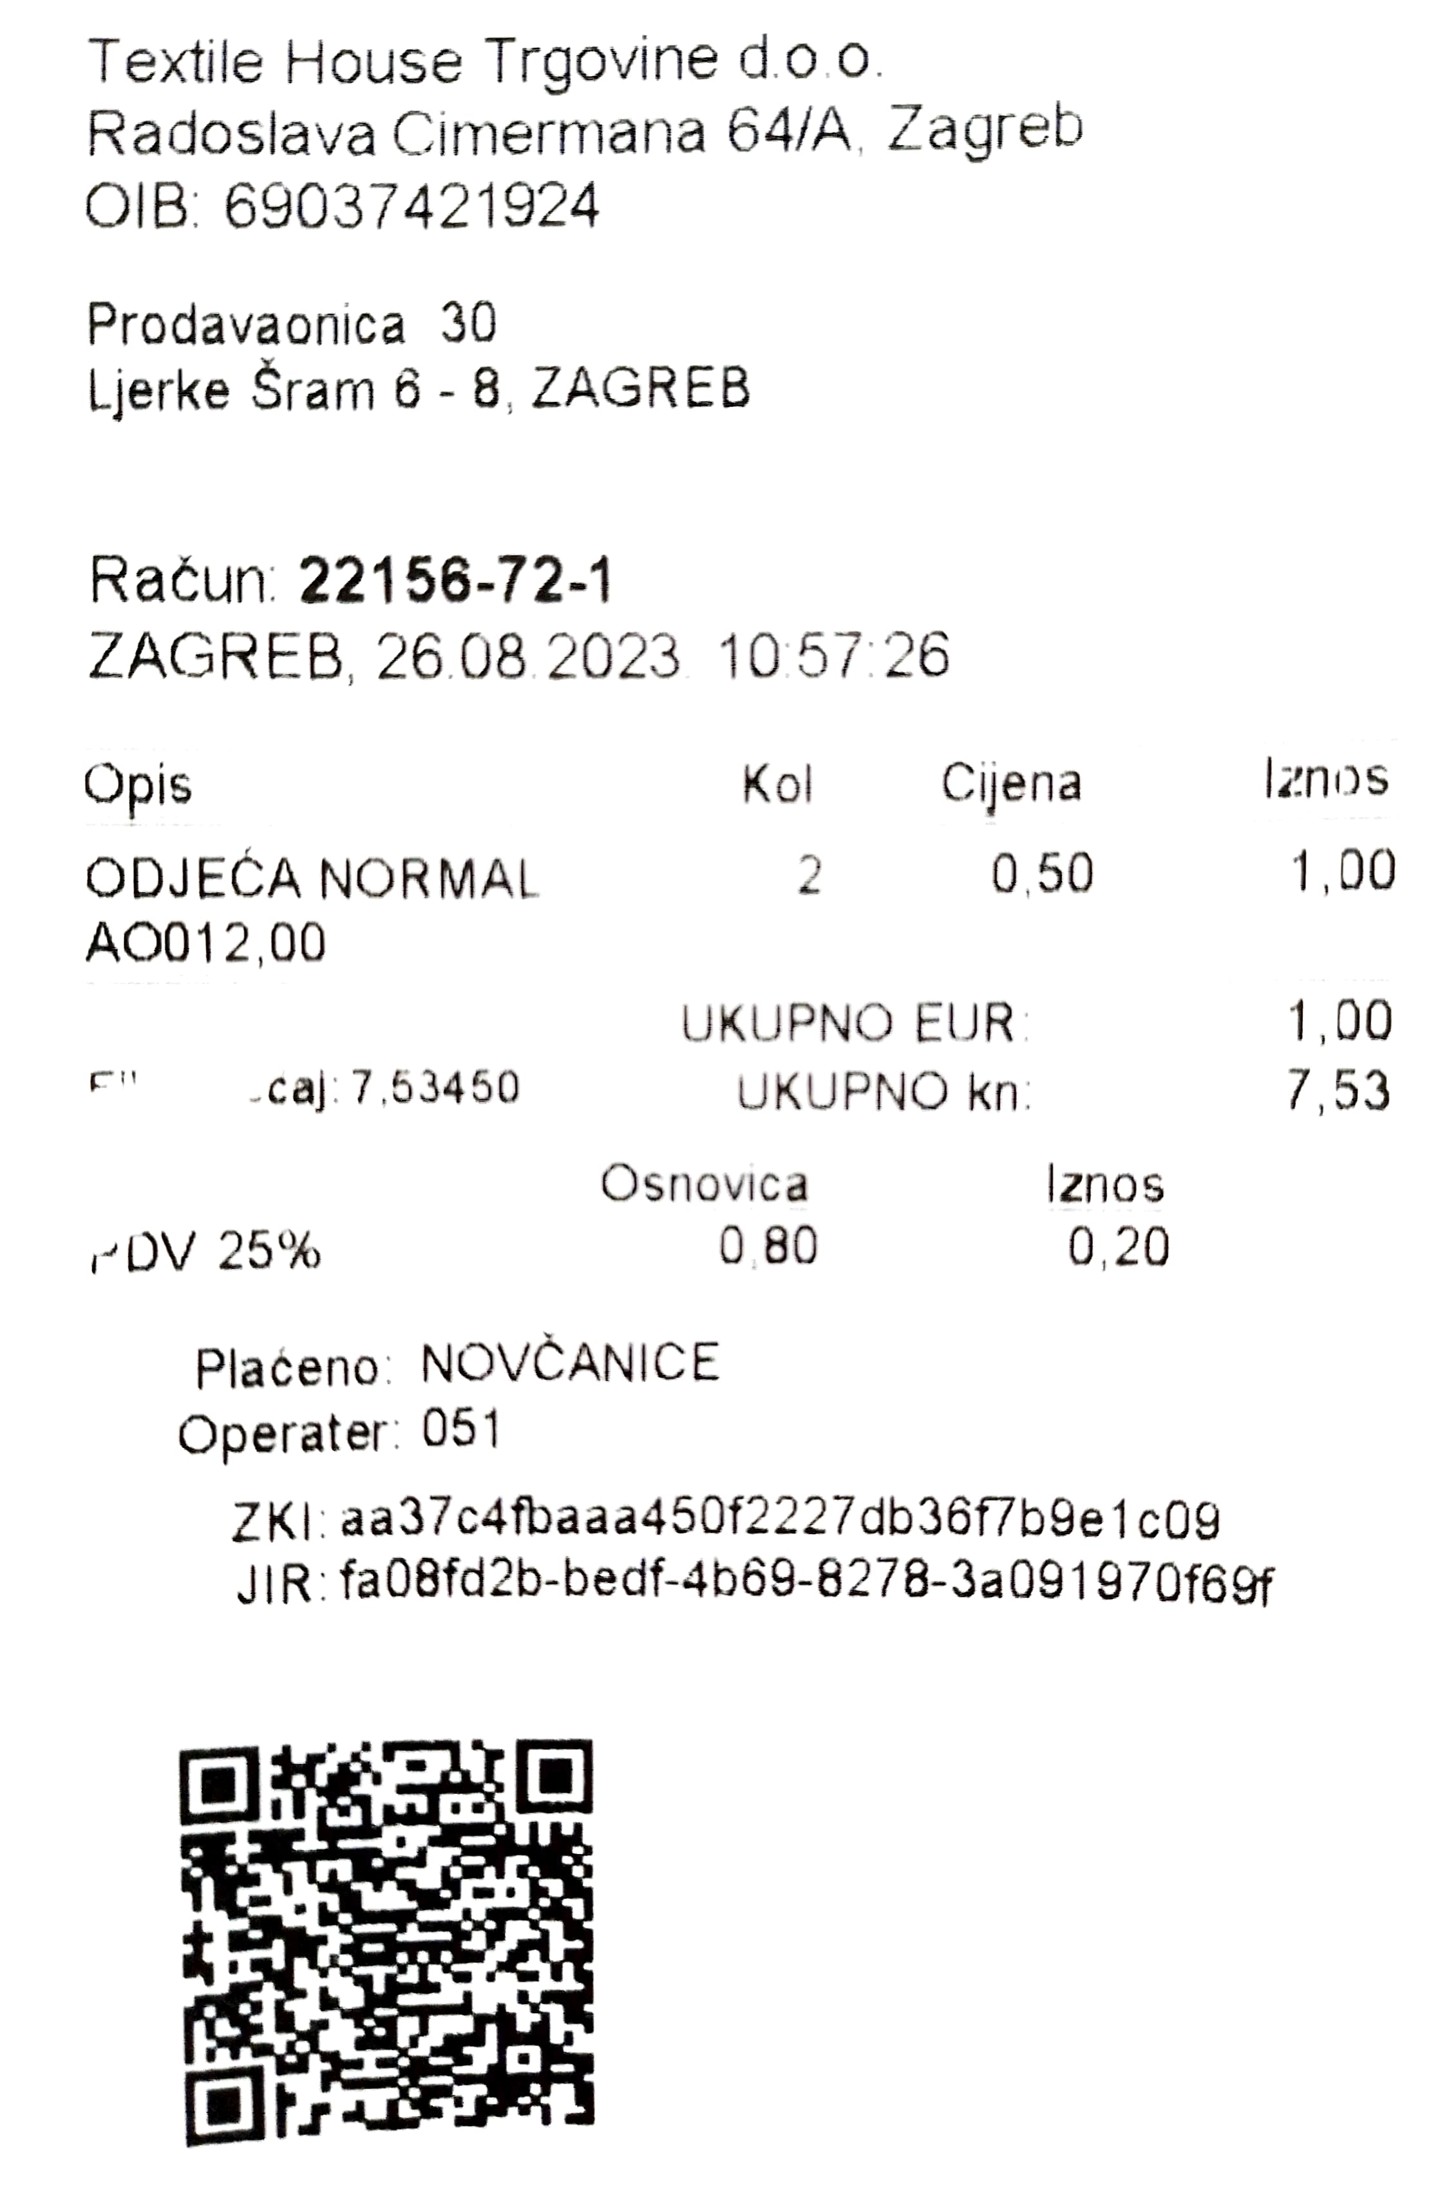 Textile House Trgovine d.o.o.
Radoslava Cimermana 64/A, Zagreb
OIB: 69037421924
Prodavaonica 30
Ljerke Šram 6 - 8, ZAGREB
Račun: 22156-72-1
ZAGREB, 26.08.2023. 10:57:26
Opis Kol Cijena Iznos
ODJEĆA NORMAL 2 0,50 1,00
AO012,00
UKUPNO EUR: 1,00
7,53450 UKUPNO kn: 7,53
Osnovica Iznos
PDV 25% 0,80 0,20
Plaćeno: NOVČANICE
Operater: 051
ZKI: aa37c4fbaaa450f2227db36f7b9e1c09
JIR: fa08fd2b-bedf-4b69-8278-3a091970f69f